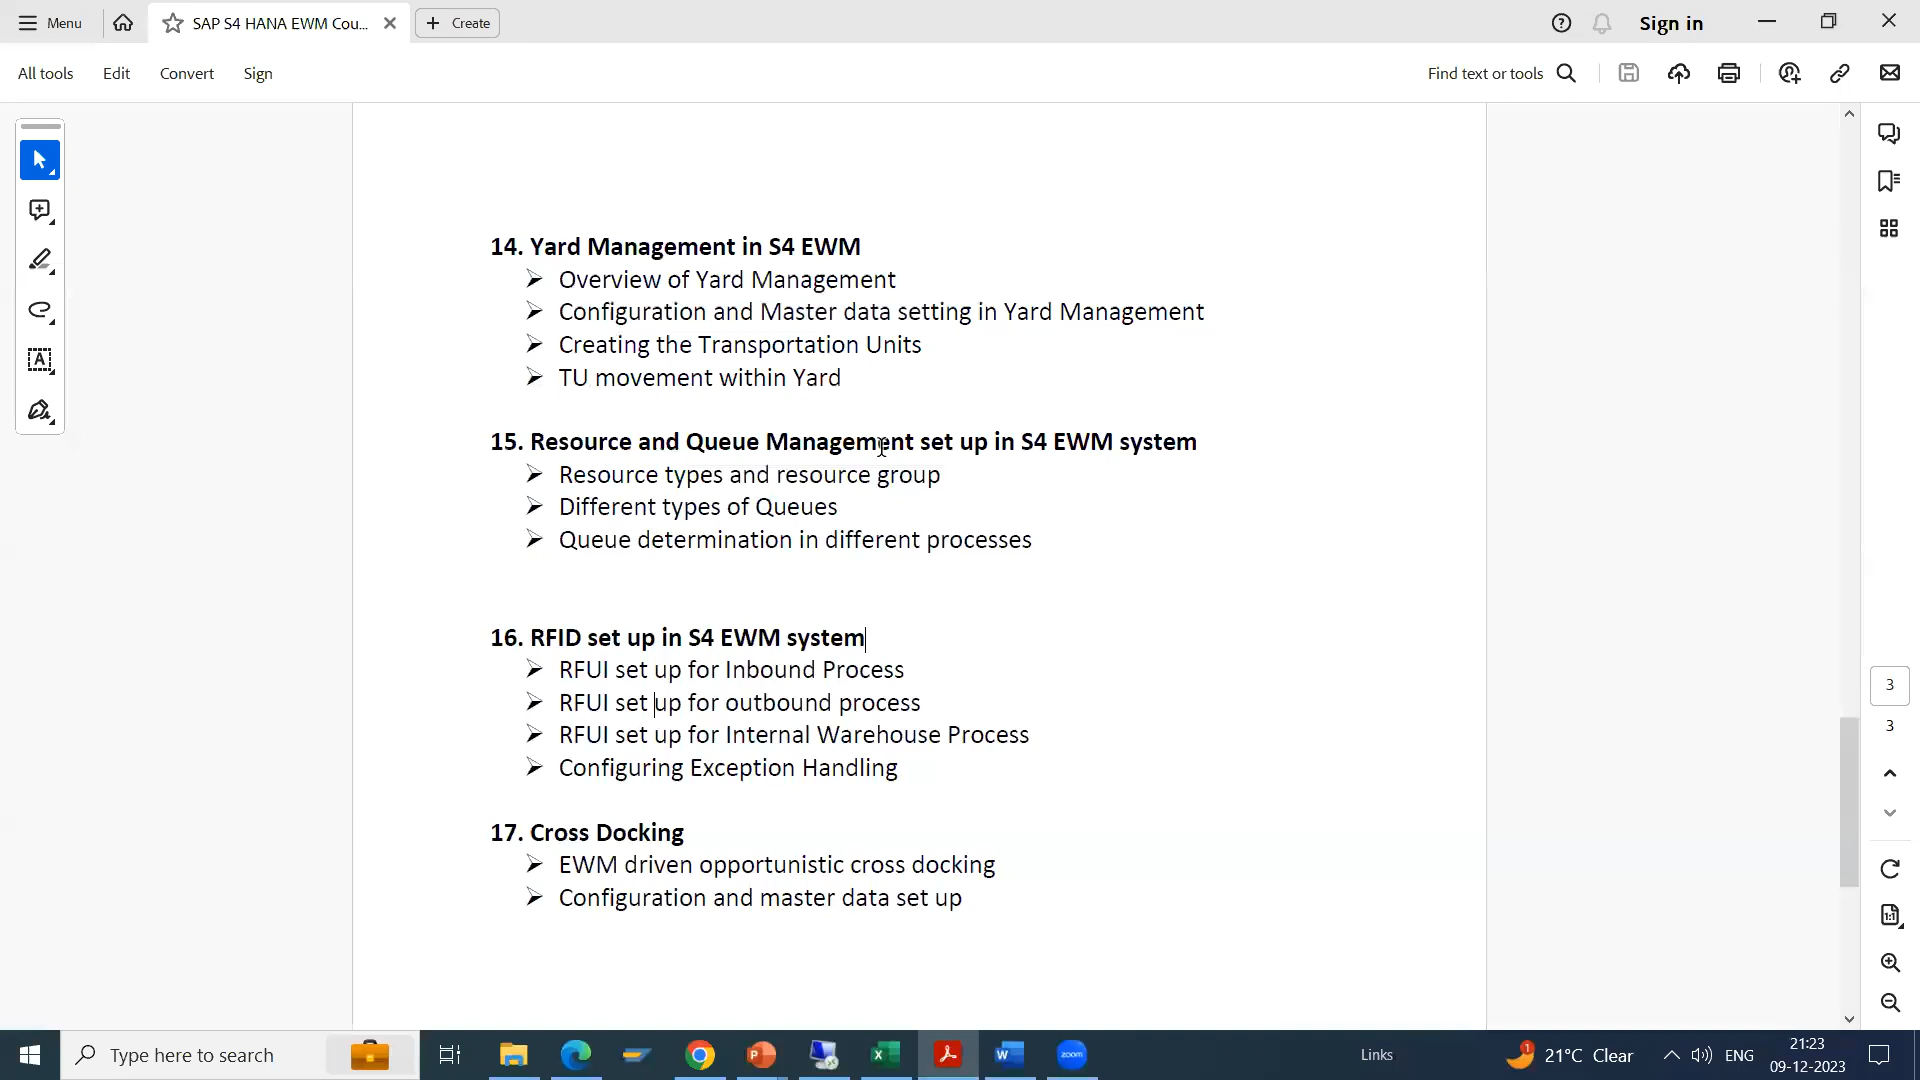 Menu
SAP S4 HANA EWM Cou...
Create
Sign in
All tools
Edit
Convert
Sign
Find text or tools
14. Yard Management in S4 EWM
➢ Overview of Yard Management
➢ Configuration and Master data setting in Yard Management
➢ Creating the Transportation Units
➢ TU movement within Yard
15. Resource and Queue Management set up in S4 EWM system
➢ Resource types and resource group
➢ Different types of Queues
➢ Queue determination in different processes
16. RFID set up in S4 EWM system
➢ RFUI set up for Inbound Process
➢ RFUI set up for outbound process
➢ RFUI set up for Internal Warehouse Process
➢ Configuring Exception Handling
17. Cross Docking
➢ EWM driven opportunistic cross docking
➢ Configuration and master data set up
3
3
1:1
Type here to search
zoom
Links
1
21°C Clear
ENG
21:23
09-12-2023